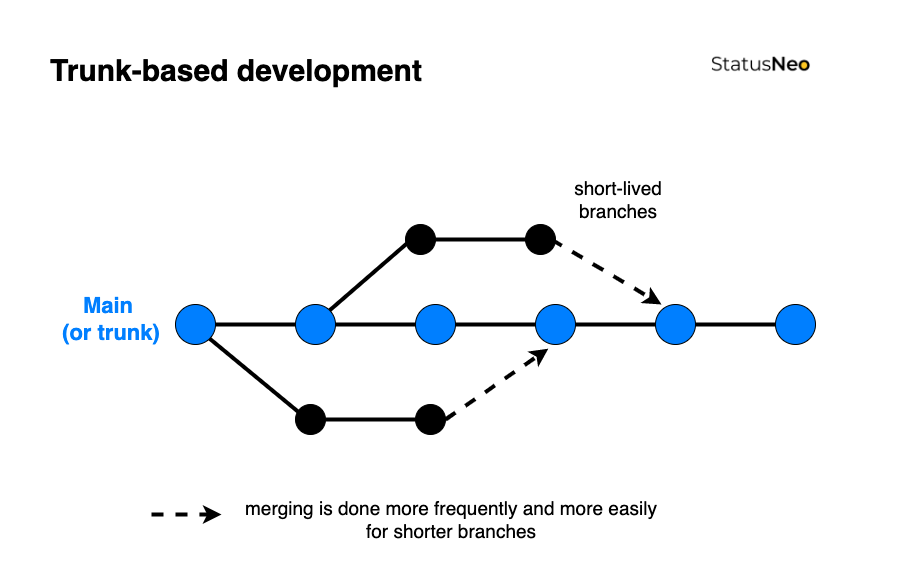 Trunk-based development
StatusNeo
short-lived
branches
Main
(or trunk)
merging is done more frequently and more easily
for shorter branches